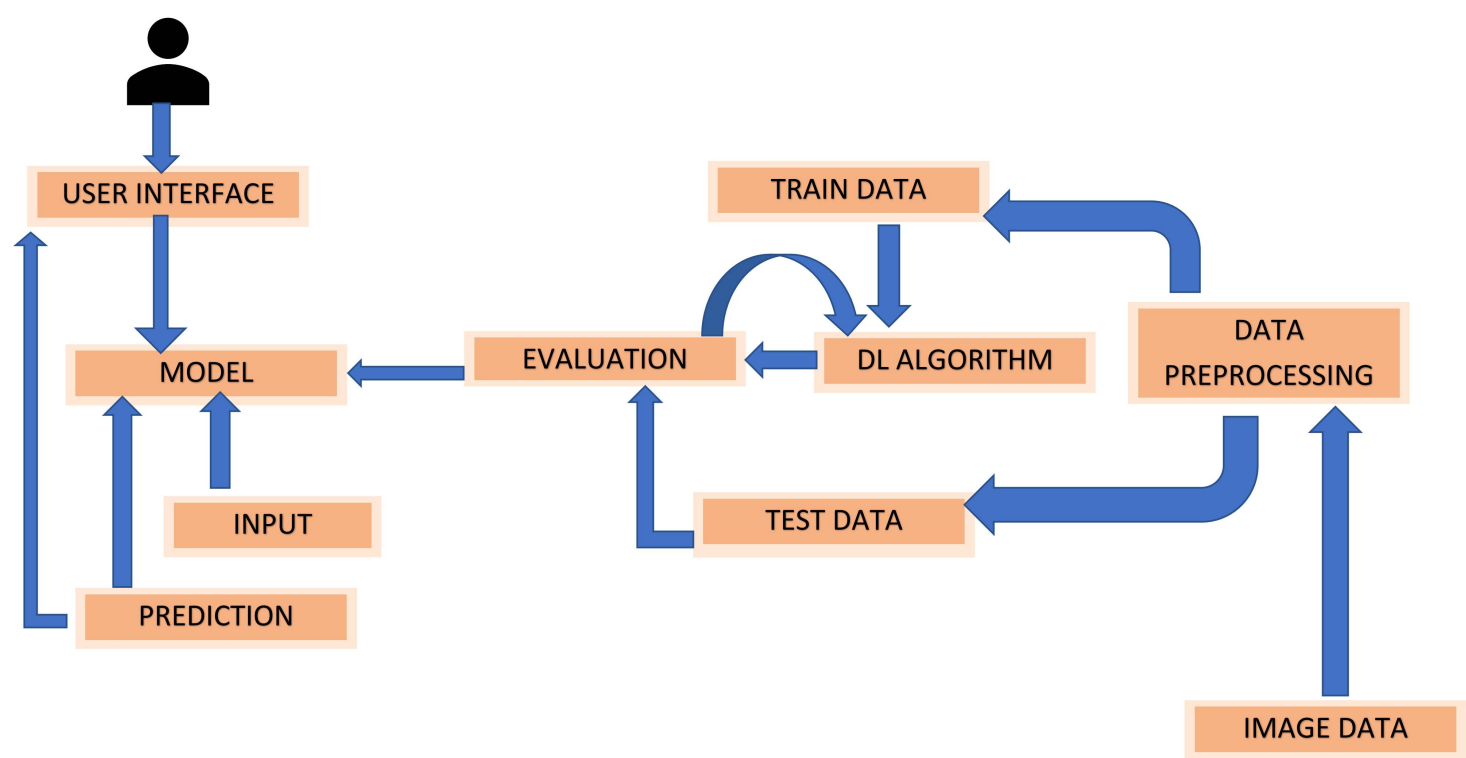 USER INTERFACE
TRAIN DATA
DATA
PREPROCESSING
EVALUATION
DL ALGORITHM
MODEL
INPUT
TEST DATA
PREDICTION
IMAGE DATA